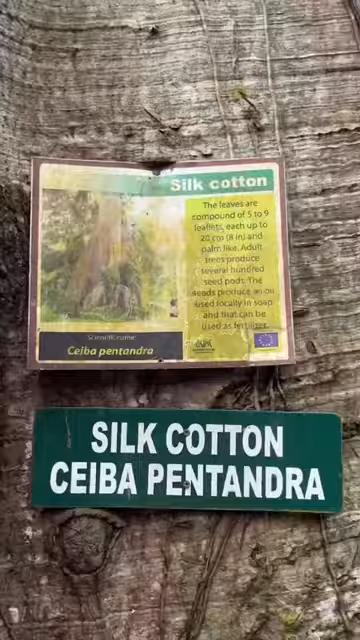 Silk cotton
The leaves are
compound of 5 to 9
leaflets, each up to
20 cm (8 in) and
palm like. Adult
trees produce
several hundred
seed pods. The
seeds produce an oil
used locally in soap
and that can be
used as fertilizer.
Scientific name:
Ceiba pentandra
SILK COTTON
CEIBA PENTANDRA